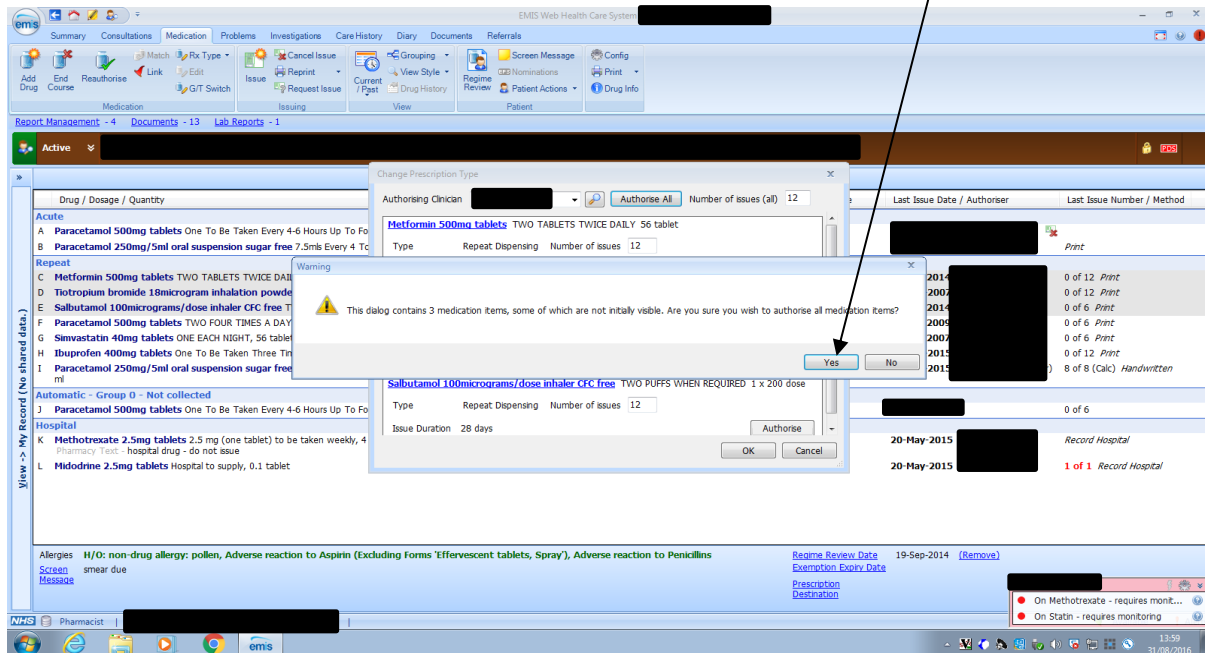 emis
EMIS Web Health Care System
Summary Consultations Medication Problems Investigations Care History Diary Documents Referrals
Add Drug
End Course
Reauthorise
Match
Link
Rx Type
Edit
G/T Switch
Medication
Issue
Cancel Issue
Reprint
Request Issue
Issuing
Current / Past
Grouping
View Style
Drug History
View
Regime Review
Screen Message
Nominations
Patient Actions
Patient
Config
Print
Drug Info
Report Management - 4 Documents - 13 Lab Reports - 1
Active
PDS
Change Prescription Type x
Authorising Clinician Authorise All Number of issues (all) 12
Metformin 500mg tablets TWO TABLETS TWICE DAILY 56 tablet
Type Repeat Dispensing Number of issues 12
Warning x
This dialog contains 3 medication items, some of which are not initially visible. Are you sure you wish to authorise all medication items?
Yes No
Salbutamol 100micrograms/dose inhaler CFC free TWO PUFFS WHEN REQUIRED 1 x 200 dose
Type Repeat Dispensing Number of issues 12
Issue Duration 28 days Authorise
OK Cancel
Drug / Dosage / Quantity Last Issue Date / Authoriser Last Issue Number / Method
Acute
A Paracetamol 500mg tablets One To Be Taken Every 4-6 Hours Up To Fo
B Paracetamol 250mg/5ml oral suspension sugar free 7.5mls Every 4 To Print
Repeat
C Metformin 500mg tablets TWO TABLETS TWICE DAI 2014 0 of 12 Print
D Tiotropium bromide 18microgram inhalation powde 2007 0 of 12 Print
E Salbutamol 100micrograms/dose inhaler CFC free T 2014 0 of 6 Print
F Paracetamol 500mg tablets TWO FOUR TIMES A DAY 2009 0 of 6 Print
G Simvastatin 40mg tablets ONE EACH NIGHT, 56 tablet 2007 0 of 6 Print
H Ibuprofen 400mg tablets One To Be Taken Three Tim 2015 0 of 12 Print
I Paracetamol 250mg/5ml oral suspension sugar free 2015 ) 8 of 8 (Calc) Handwritten
ml
Automatic - Group 0 - Not collected
J Paracetamol 500mg tablets One To Be Taken Every 4-6 Hours Up To Fo 0 of 6
Hospital
K Methotrexate 2.5mg tablets 2.5 mg (one tablet) to be taken weekly, 4 20-May-2015 Record Hospital
Pharmacy Text - hospital drug - do not issue
L Midodrine 2.5mg tablets Hospital to supply, 0.1 tablet 20-May-2015 1 of 1 Record Hospital
View -> My Record (No shared data.)
Allergies H/O: non-drug allergy: pollen, Adverse reaction to Aspirin (Excluding Forms 'Effervescent tablets, Spray'), Adverse reaction to Penicillins
Screen Message smear due
Regime Review Date 19-Sep-2014 (Remove)
Exemption Expiry Date
Prescription Destination
On Methotrexate - requires monit...
On Statin - requires monitoring
NHS Pharmacist
emis
13:59
31/08/2016